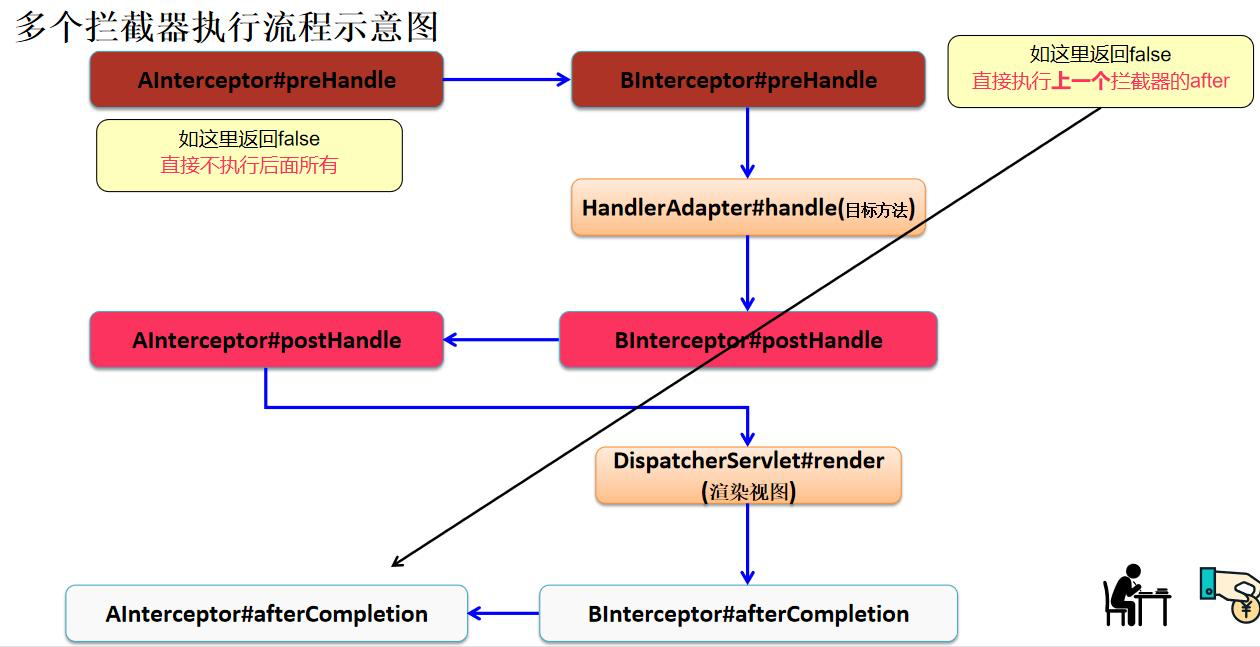 多个拦截器执行流程示意图
AInterceptor#preHandle
BInterceptor#preHandle
如这里返回false
直接执行上一个拦截器的after
如这里返回false
直接不执行后面所有
HandlerAdapter#handle(目标方法)
AInterceptor#postHandle
BInterceptor#postHandle
DispatcherServlet#render
(渲染视图)
AInterceptor#afterCompletion
BInterceptor#afterCompletion
¥